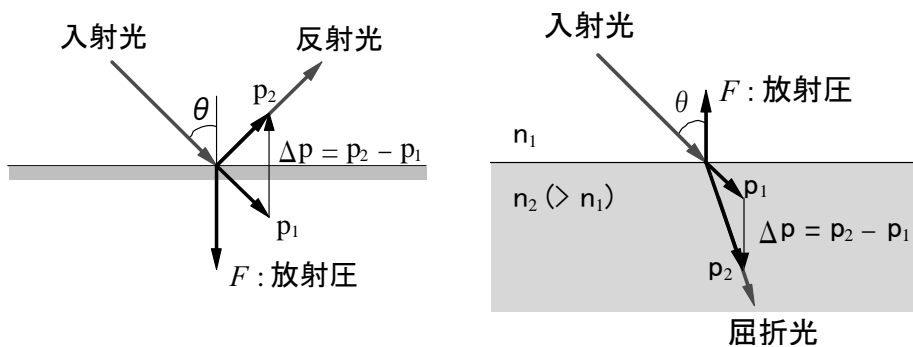 入射光
反射光
p₂
θ
Δp = p₂ − p₁
p₁
F : 放射圧
入射光
θ
F : 放射圧
n₁
n₂ (> n₁)
p₁
Δp = p₂ − p₁
p₂
屈折光